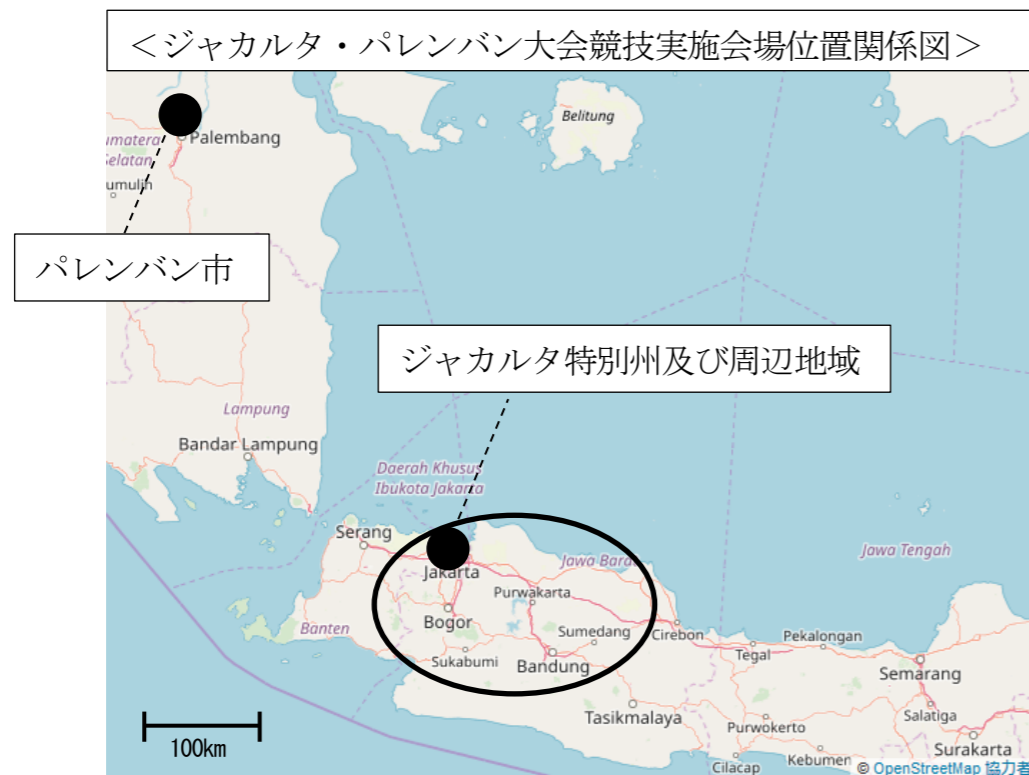 <ジャカルタ・パレンバン大会競技実施会場位置関係図>
Belitung
Palembang
umatera
Selatan
umulih
パレンバン市
ジャカルタ特別州及び周辺地域
Lampung
Bandar Lampung
Daerah Khusus
Ibukota Jakarta
Serang
Jawa Barat
Jawa Tengah
Jakarta
Purwakarta
Bogor
Banten
Sumedang
Cirebon
Pekalongan
Sukabumi
Bandung
Tegal
Semarang
Tasikmalaya
Salatiga
Purwokerto
100km
Surakarta
Cilacap
Kebumen
© OpenStreetMap 協力者